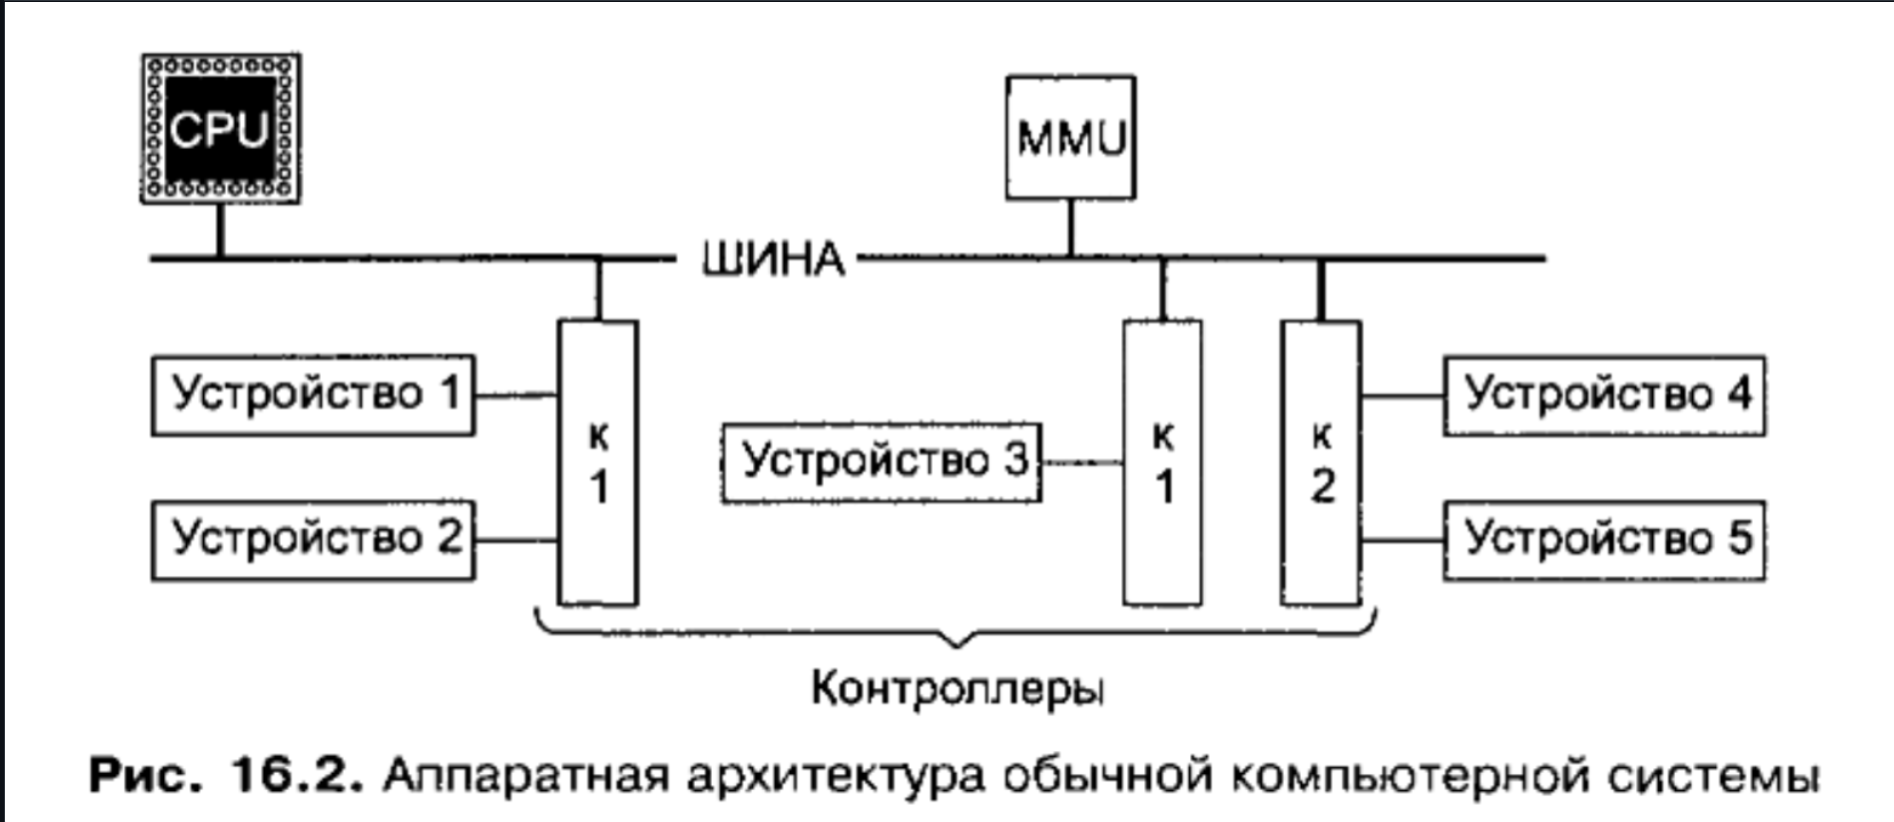 CPU
MMU
ШИНА
Устройство 1
Устройство 2
К
1
Устройство 3
К
1
К
2
Устройство 4
Устройство 5
Контроллеры
Рис. 16.2. Аппаратная архитектура обычной компьютерной системы